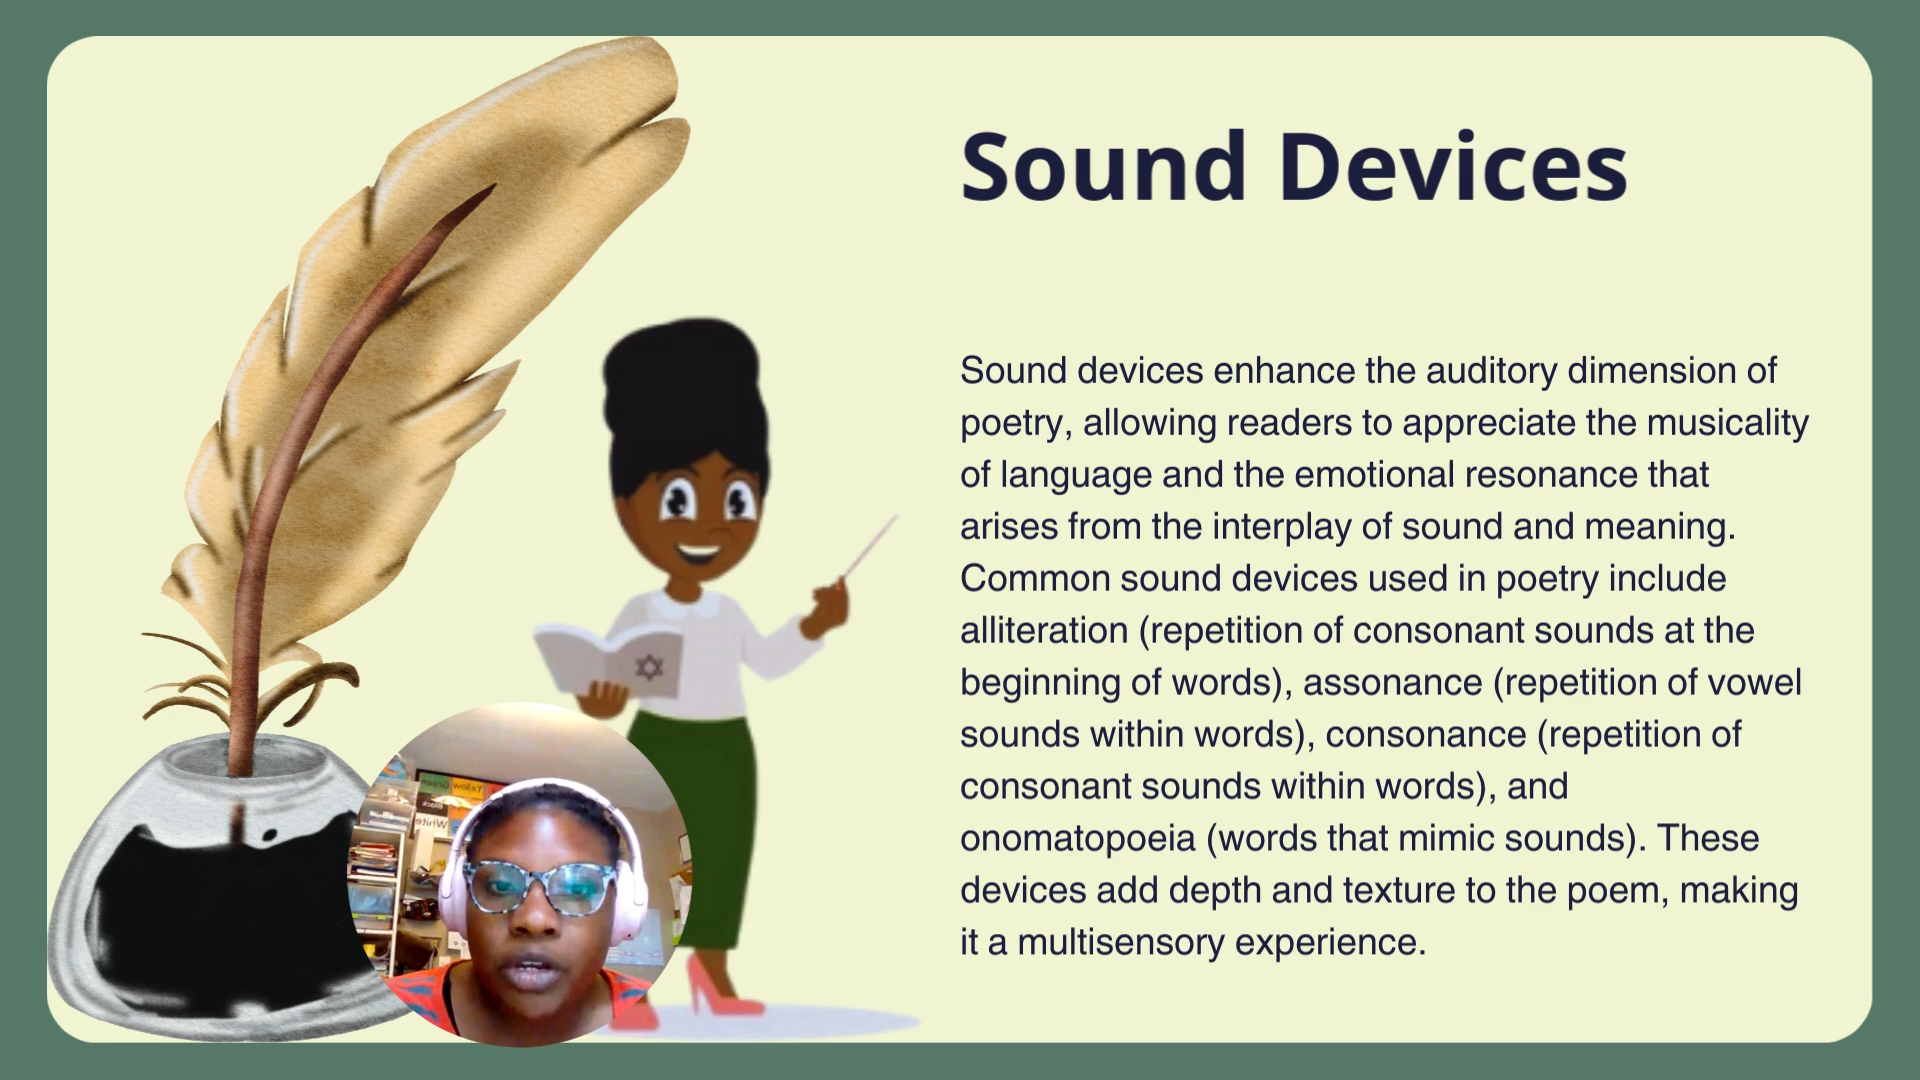 Sound Devices
Sound devices enhance the auditory dimension of
poetry, allowing readers to appreciate the musicality
of language and the emotional resonance that
arises from the interplay of sound and meaning.
Common sound devices used in poetry include
alliteration (repetition of consonant sounds at the
beginning of words), assonance (repetition of vowel
sounds within words), consonance (repetition of
consonant sounds within words), and
onomatopoeia (words that mimic sounds). These
devices add depth and texture to the poem, making
it a multisensory experience.
Green Yellow
Black
White